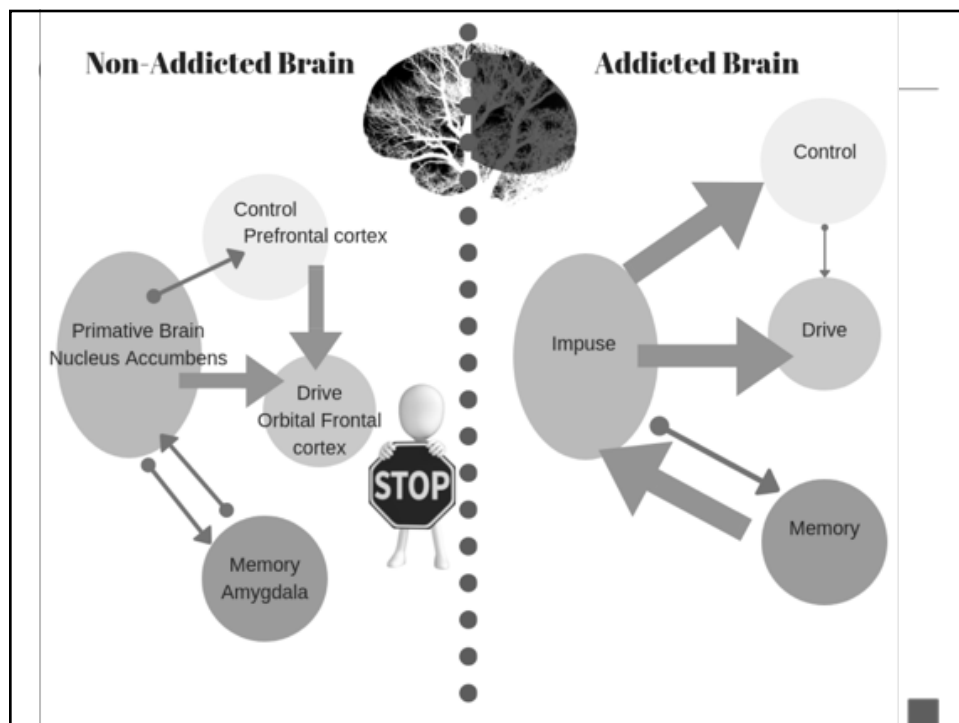 Non-Addicted Brain
Control
Prefrontal cortex
Primative Brain
Nucleus Accumbens
Drive
Orbital Frontal
cortex
STOP
Memory
Amygdala
Addicted Brain
Control
Impuse
Drive
Memory